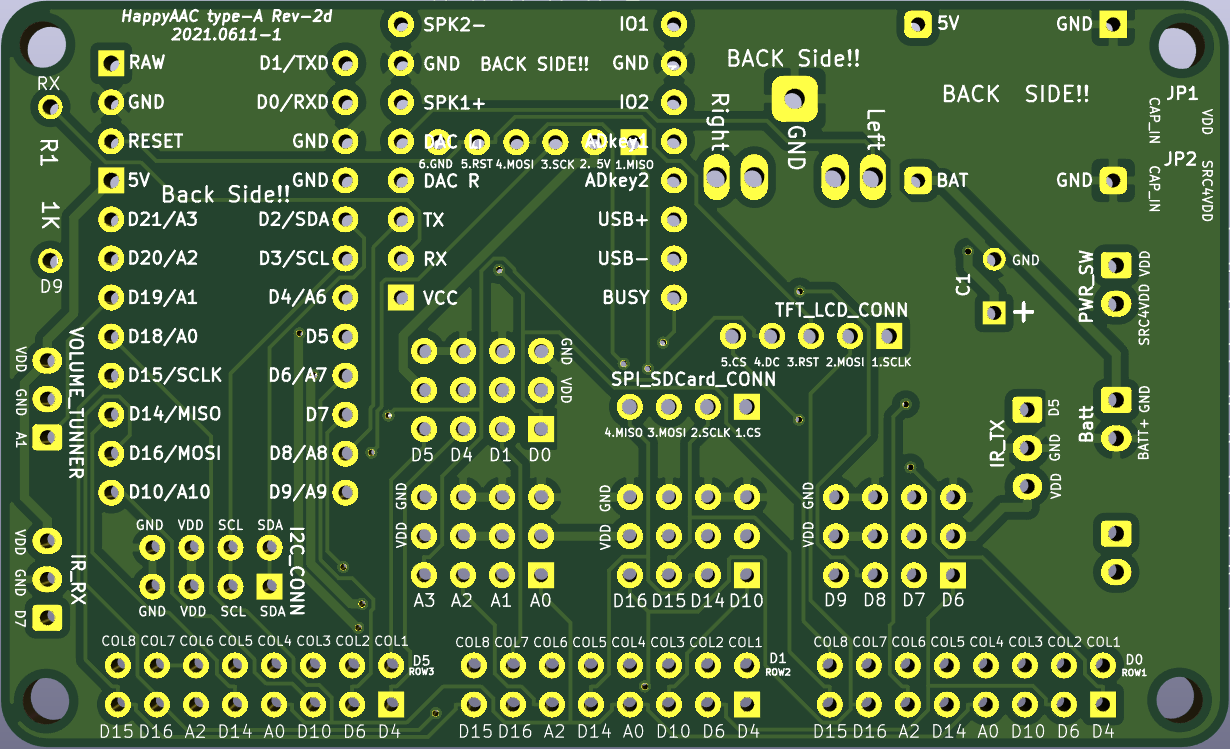 HappyAAC type-A Rev-2d
2021.0611-1
SPK2-
IO1
5V
GND
RAW
D1/TXD
GND
BACK SIDE!!
GND
BACK Side!!
RX
GND
D0/RXD
SPK1+
IO2
Right
GND
Left
BACK SIDE!!
JP1
CAP_IN
VDD
R1
RESET
GND
ADkey1
6.GND 5.RST 4.MOSI 3.SCK 2. 5V 1.MISO
JP2
CAP_IN
SRC4VDD
5V
GND
DAC R
ADkey2
BAT
GND
Back Side!!
1K
D21/A3
D2/SDA
TX
USB+
D9
D20/A2
D3/SCL
RX
USB-
C1
GND
+
PWR_SW
VDD
SRC4VDD
D19/A1
D4/A6
VCC
BUSY
TFT_LCD_CONN
5.CS 4.DC 3.RST 2.MOSI 1.SCLK
VOLUME_TUNNER
VDD
GND
A1
D18/A0
D5
D15/SCLK
D6/A7
D14/MISO
D7
D16/MOSI
D8/A8
D10/A10
D9/A9
GND
VDD
D5 D4 D1 D0
SPI_SDCard_CONN
4.MISO 3.MOSI 2.SCLK 1.CS
IR_TX
D5
GND
VDD
Batt
GND
BATT+
GND
VDD
A3 A2 A1 A0
GND
VDD
D16 D15 D14 D10
GND
VDD
D9 D8 D7 D6
GND VDD SCL SDA
I2C_CONN
GND VDD SCL SDA
IR_RX
VDD
GND
D7
COL8 COL7 COL6 COL5 COL4 COL3 COL2 COL1
D5
ROW3
D15 D16 A2 D14 A0 D10 D6 D4
COL8 COL7 COL6 COL5 COL4 COL3 COL2 COL1
D1
ROW2
D15 D16 A2 D14 A0 D10 D6 D4
COL8 COL7 COL6 COL5 COL4 COL3 COL2 COL1
D0
ROW1
D15 D16 A2 D14 A0 D10 D6 D4